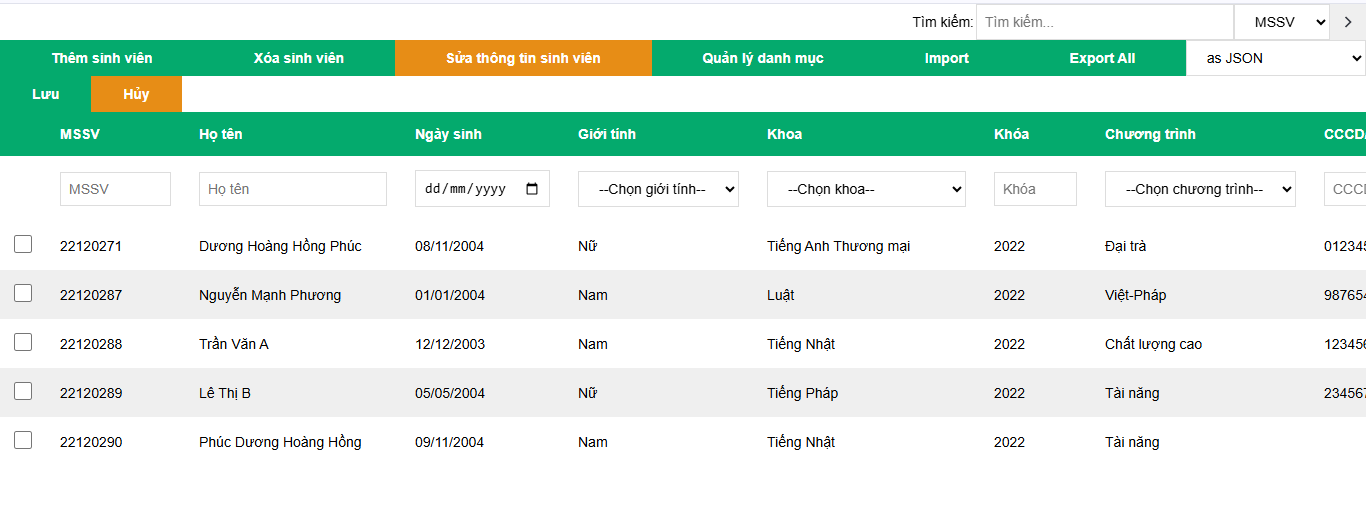 Tìm kiếm: Tìm kiếm... MSSV
Thêm sinh viên Xóa sinh viên Sửa thông tin sinh viên Quản lý danh mục Import Export All as JSON
Lưu Hủy
MSSV Họ tên Ngày sinh Giới tính Khoa Khóa Chương trình
MSSV Họ tên dd/mm/yyyy --Chọn giới tính-- --Chọn khoa-- Khóa --Chọn chương trình--
22120271 Dương Hoàng Hồng Phúc 08/11/2004 Nữ Tiếng Anh Thương mại 2022 Đại trà 012345
22120287 Nguyễn Mạnh Phương 01/01/2004 Nam Luật 2022 Việt-Pháp 987654
22120288 Trần Văn A 12/12/2003 Nam Tiếng Nhật 2022 Chất lượng cao 123456
22120289 Lê Thị B 05/05/2004 Nữ Tiếng Pháp 2022 Tài năng 234567
22120290 Phúc Dương Hoàng Hồng 09/11/2004 Nam Tiếng Nhật 2022 Tài năng